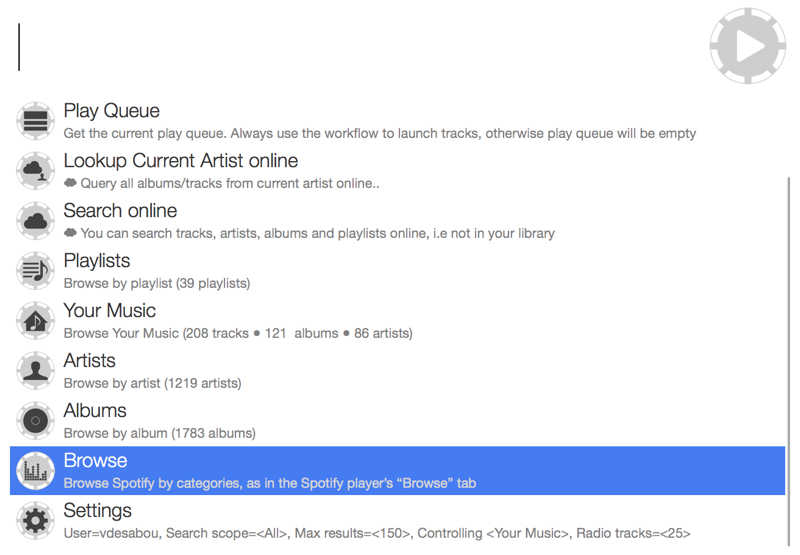 Play Queue
Get the current play queue. Always use the workflow to launch tracks, otherwise play queue will be empty
Lookup Current Artist online
Query all albums/tracks from current artist online..
Search online
You can search tracks, artists, albums and playlists online, i.e not in your library
Playlists
Browse by playlist (39 playlists)
Your Music
Browse Your Music (208 tracks ● 121  albums ● 86 artists)
Artists
Browse by artist (1219 artists)
Albums
Browse by album (1783 albums)
Browse
Browse Spotify by categories, as in the Spotify player’s “Browse” tab
Settings
User=vdesabou, Search scope=<All>, Max results=<150>, Controlling <Your Music>, Radio tracks=<25>